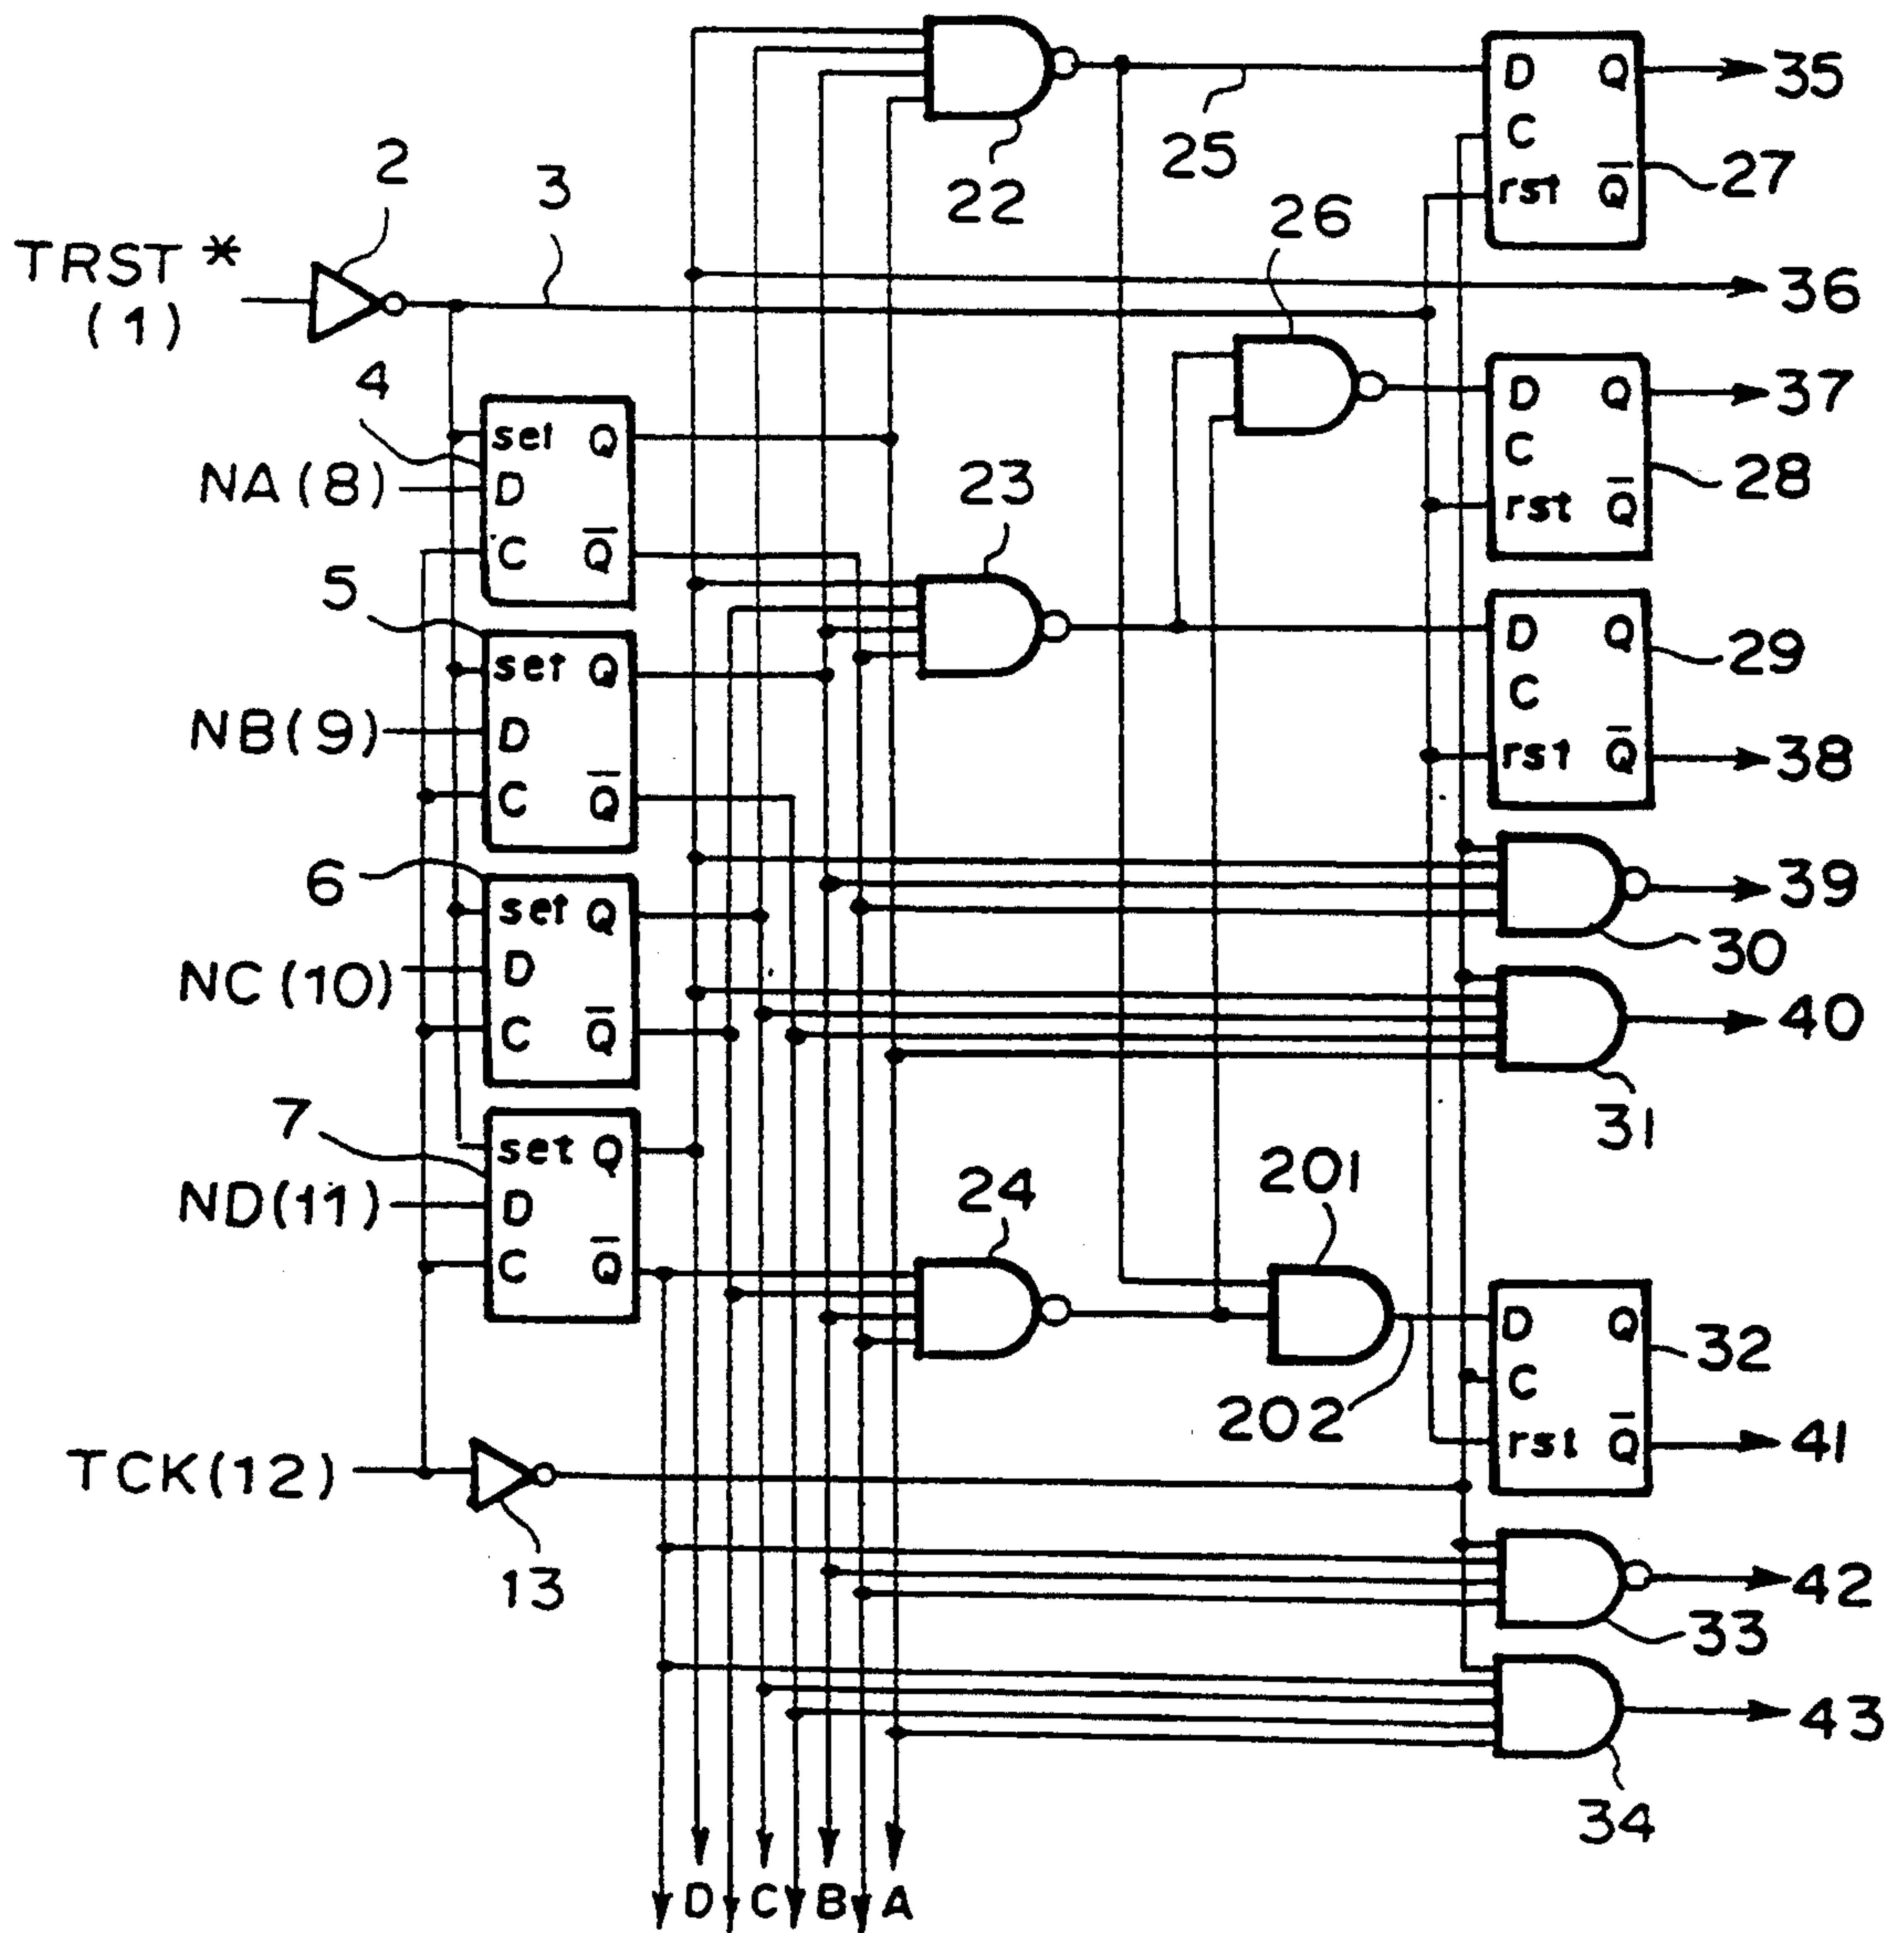 D Q 35
C
rst Q̅ 27
22
25
2
3
26
TRST*
(1)
36
4
set Q
NA(8) D
C Q̅
23
D Q 37
C
rst Q̅ 28
5
set Q
NB(9) D
C Q̅
D Q 29
C
rst Q̅ 38
39
30
6
set Q
NC(10) D
C Q̅
40
31
7
set Q
ND(11) D
C Q̅
24
201
202
D Q 32
C
rst Q̅ 41
TCK(12)
13
42
33
43
34
D C B A